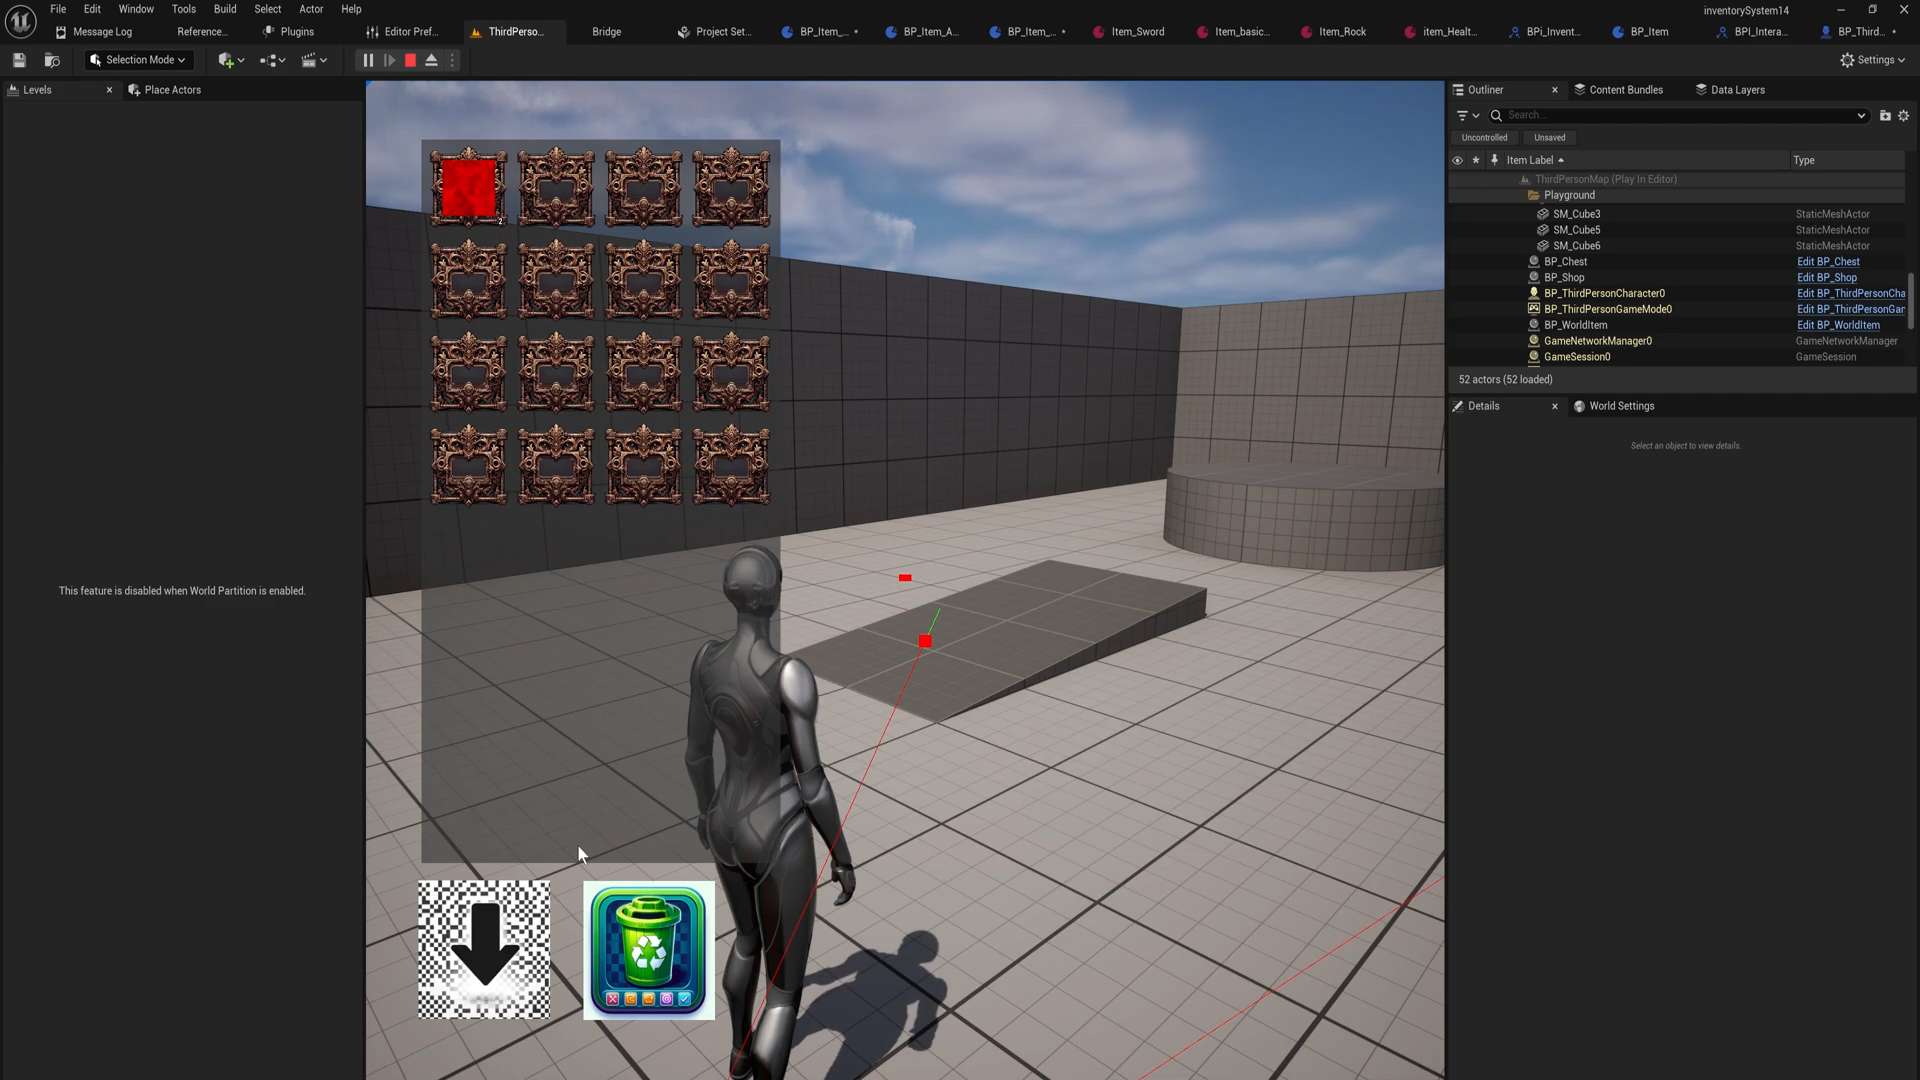 File Edit Window Tools Build Select Actor Help
inventorySystem14
Message Log Reference... Plugins Editor Pref... ThirdPerso... Bridge Project Set... BP_Item_... BP_Item_A... BP_Item_... Item_Sword Item_basic... Item_Rock item_Healt... BPi_Invent... BP_Item BPI_Intera... BP_Third...
Selection Mode
Settings
Levels Place Actors
This feature is disabled when World Partition is enabled.
2
Outliner Content Bundles Data Layers
Search...
Uncontrolled Unsaved
Item Label Type
ThirdPersonMap (Play In Editor)
Playground
SM_Cube3 StaticMeshActor
SM_Cube5 StaticMeshActor
SM_Cube6 StaticMeshActor
BP_Chest Edit BP_Chest
BP_Shop Edit BP_Shop
BP_ThirdPersonCharacter0 Edit BP_ThirdPersonCha
BP_ThirdPersonGameMode0 Edit BP_ThirdPersonGar
BP_WorldItem Edit BP_WorldItem
GameNetworkManager0 GameNetworkManager
GameSession0 GameSession
52 actors (52 loaded)
Details World Settings
Select an object to view details.